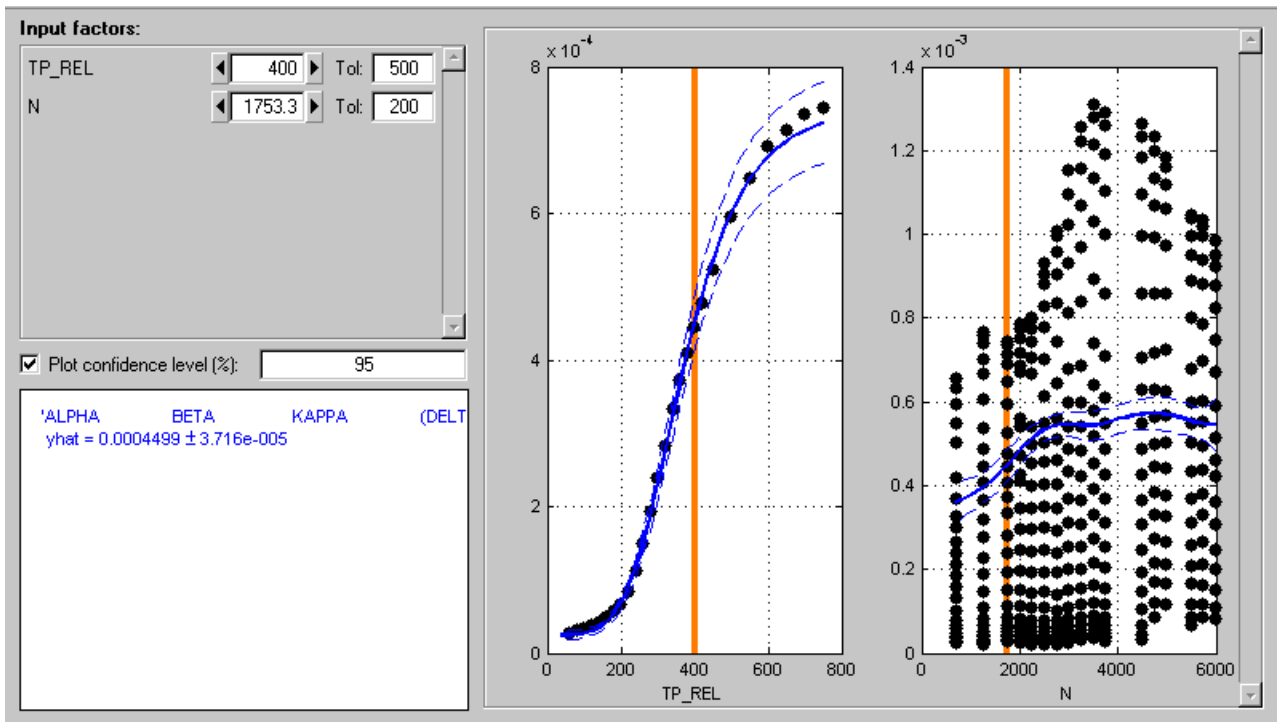 Input factors:
TP_REL 400 Tol: 500
N 1753.3 Tol: 200
Plot confidence level (%): 95
'ALPHA BETA KAPPA (DELT
yhat = 0.0004499 ± 3.716e-005
x 10⁻⁴
8
6
4
2
0
0 200 400 600 800
TP_REL
x 10⁻³
1.4
1.2
1
0.8
0.6
0.4
0.2
0
0 2000 4000 6000
N